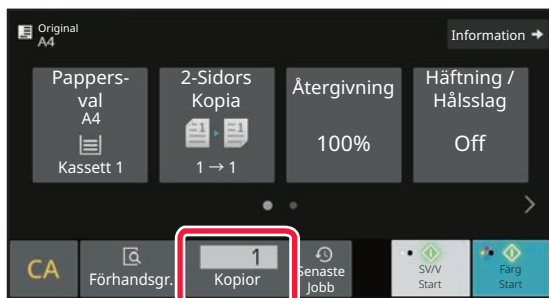 Original
A4
Information
Pappers-
val
A4
Kassett 1
2-Sidors
Kopia
1 → 1
Återgivning
100%
Häftning /
Hålsslag
Off
CA
Förhandsgr.
1
Kopior
Senaste
Jobb
SV/V
Start
Färg
Start